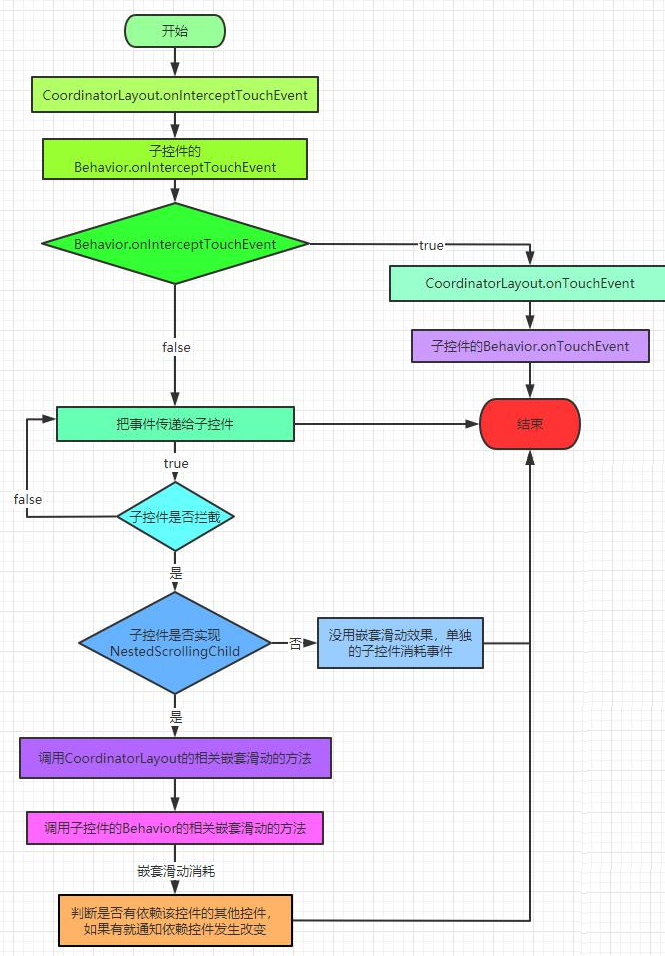 开始
CoordinatorLayout.onInterceptTouchEvent
子控件的
Behavior.onInterceptTouchEvent
Behavior.onInterceptTouchEvent
true
CoordinatorLayout.onTouchEvent
子控件的Behavior.onTouchEvent
false
把事件传递给子控件
结束
true
false
子控件是否拦截
是
子控件是否实现
NestedScrollingChild
否
没用嵌套滑动效果，单独
的子控件消耗事件
是
调用CoordinatorLayout的相关嵌套滑动的方法
调用子控件的Behavior的相关嵌套滑动的方法
嵌套滑动消耗
判断是否有依赖该控件的其他控件，
如果有就通知依赖控件发生改变